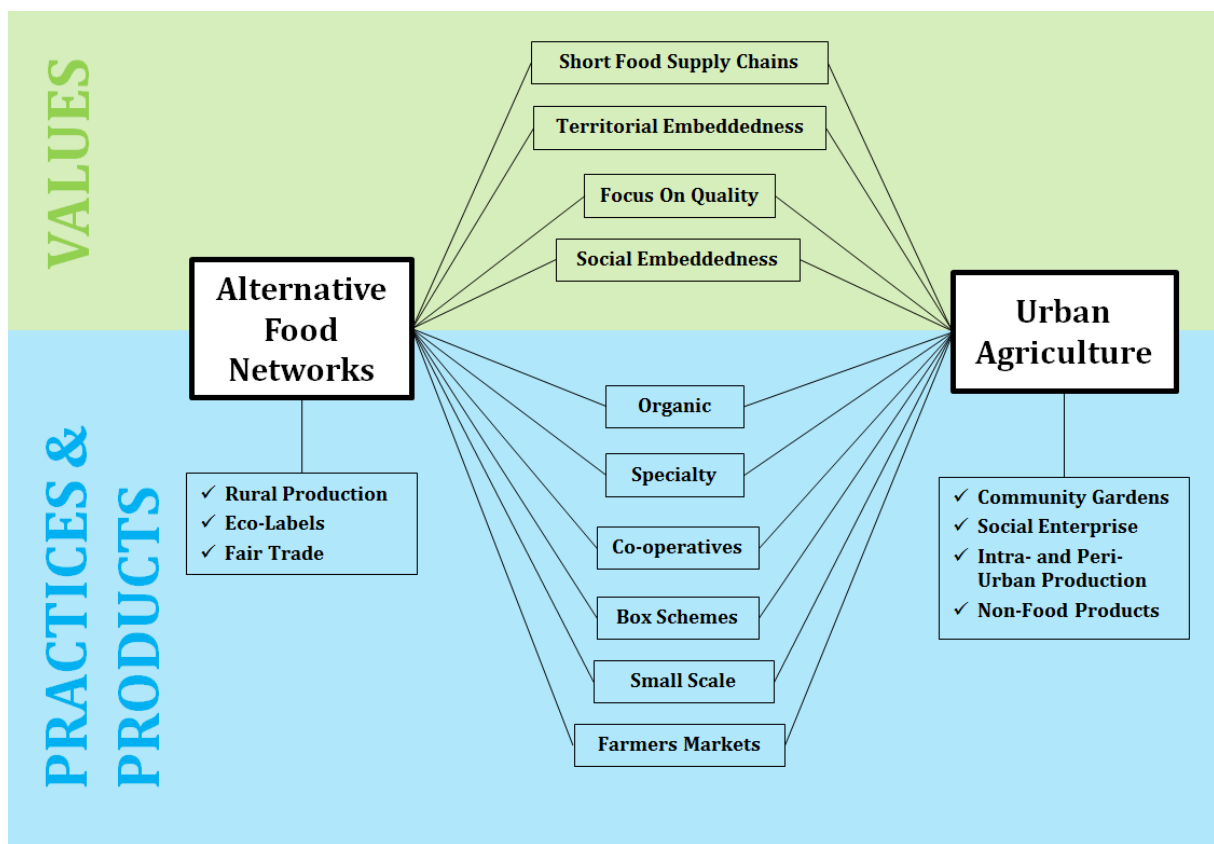 VALUES
Short Food Supply Chains
Territorial Embeddedness
Focus On Quality
Social Embeddedness
Alternative
Food
Networks
Urban
Agriculture
PRACTICES &
PRODUCTS
Organic
Specialty
Co-operatives
Box Schemes
Small Scale
Farmers Markets
✓ Rural Production
✓ Eco-Labels
✓ Fair Trade
✓ Community Gardens
✓ Social Enterprise
✓ Intra- and Peri-
Urban Production
✓ Non-Food Products